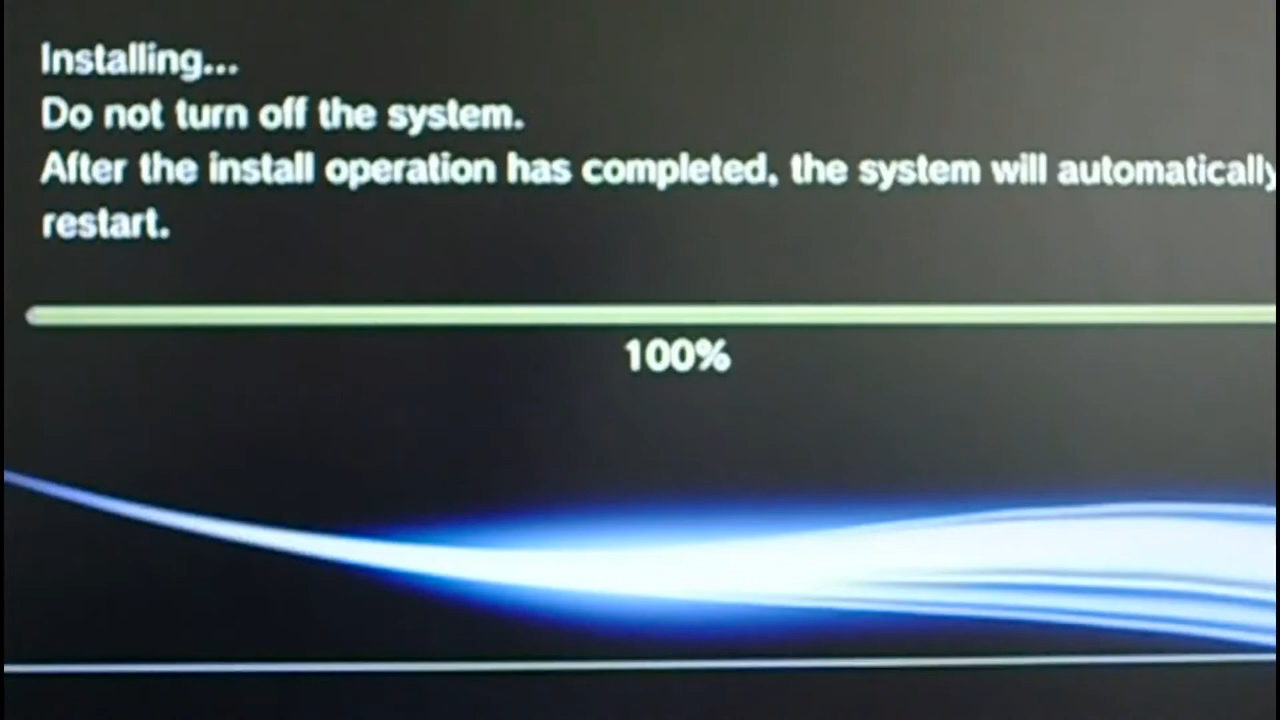 Installing...
Do not turn off the system.
After the install operation has completed, the system will automatically
restart.
100%